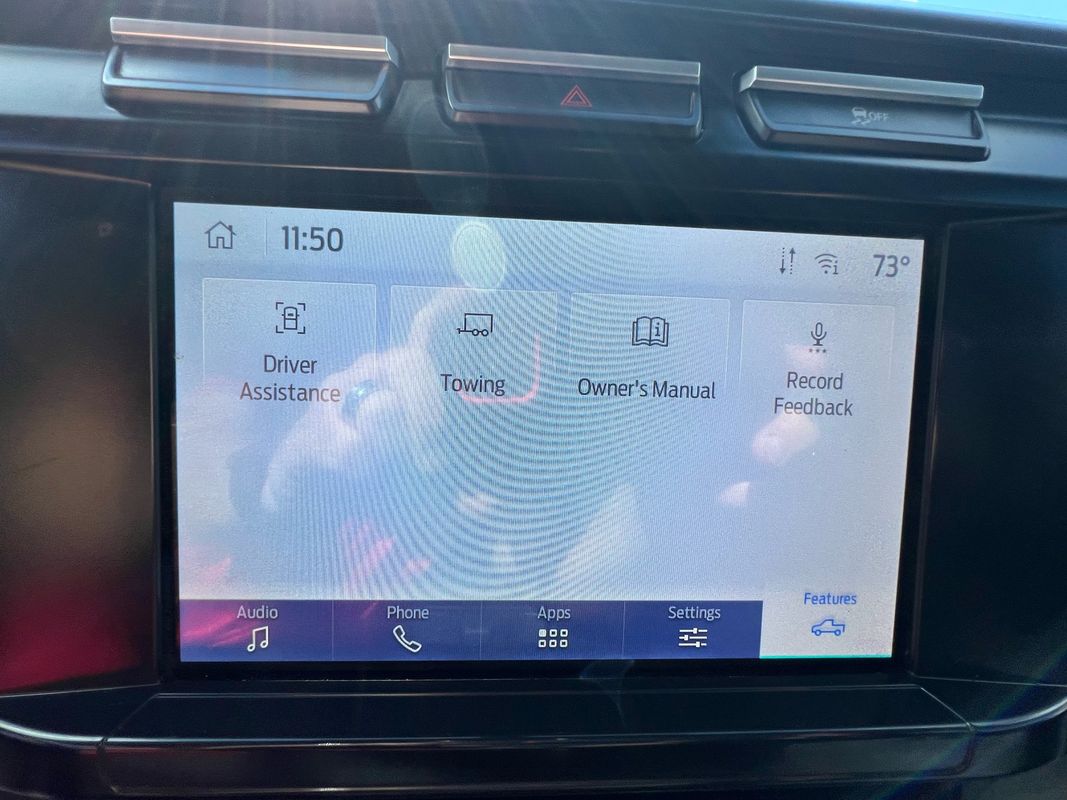 OFF
11:50
73°
Driver
Assistance
Towing
Owner's Manual
Record
Feedback
Audio
Phone
Apps
Settings
Features